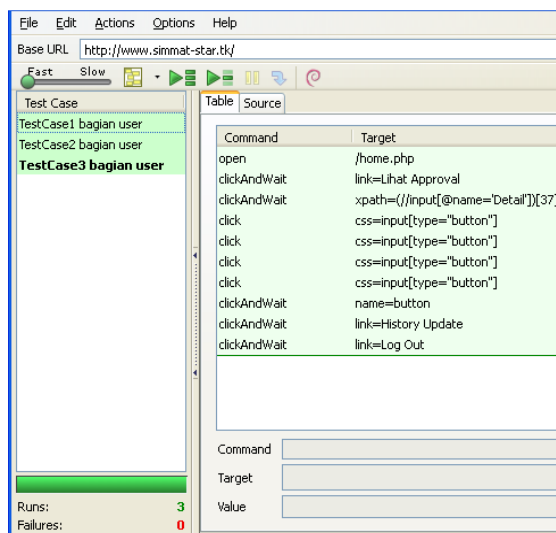 File Edit Actions Options Help
Base URL http://www.simmat-star.tk/
Fast Slow
Test Case
TestCase1 bagian user
TestCase2 bagian user
TestCase3 bagian user
Runs: 3
Failures: 0
Table Source
Command Target
open /home.php
clickAndWait link=Lihat Approval
clickAndWait xpath=(//input[@name='Detail'])[37]
click css=input[type="button"]
click css=input[type="button"]
click css=input[type="button"]
click css=input[type="button"]
clickAndWait name=button
clickAndWait link=History Update
clickAndWait link=Log Out
Command
Target
Value